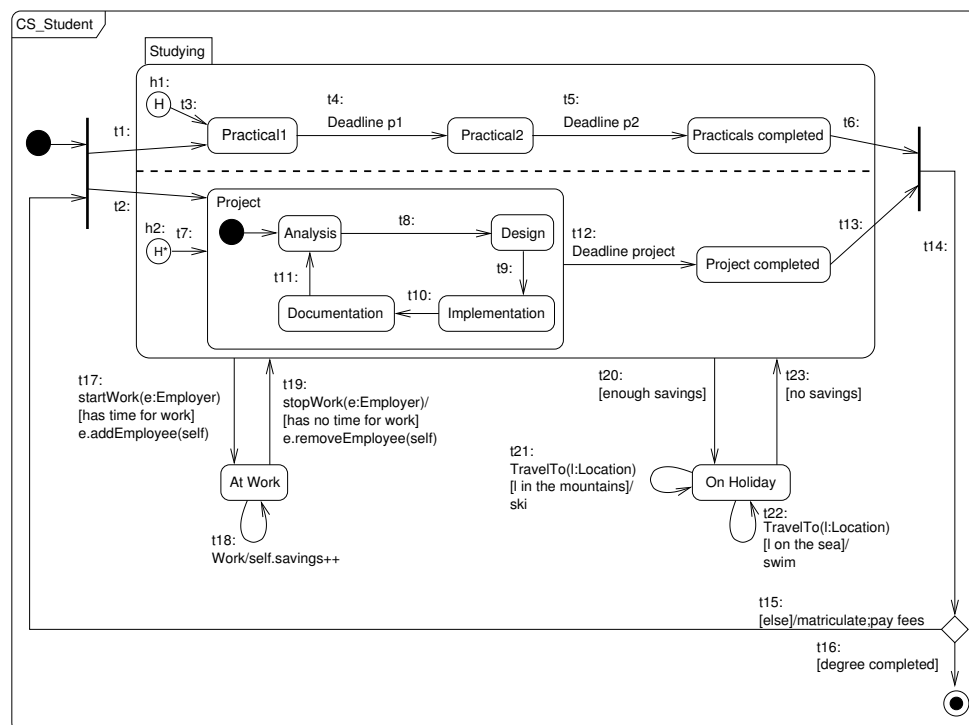 CS_Student
Studying
h1:
H
t3:
t4:
Deadline p1
t5:
Deadline p2
t6:
t1:
Practical1
Practical2
Practicals completed
t2:
Project
h2:
H*
t7:
Analysis
t8:
Design
t12:
Deadline project
t13:
t14:
t11:
t9:
t10:
Project completed
Documentation
Implementation
t17:
startWork(e:Employer)
[has time for work]
e.addEmployee(self)
t19:
stopWork(e:Employer)/
[has no time for work]
e.removeEmployee(self)
t20:
[enough savings]
t23:
[no savings]
t21:
TravelTo(l:Location)
[l in the mountains]/
ski
At Work
On Holiday
t18:
Work/self.savings++
t22:
TravelTo(l:Location)
[l on the sea]/
swim
t15:
[else]/matriculate;pay fees
t16:
[degree completed]